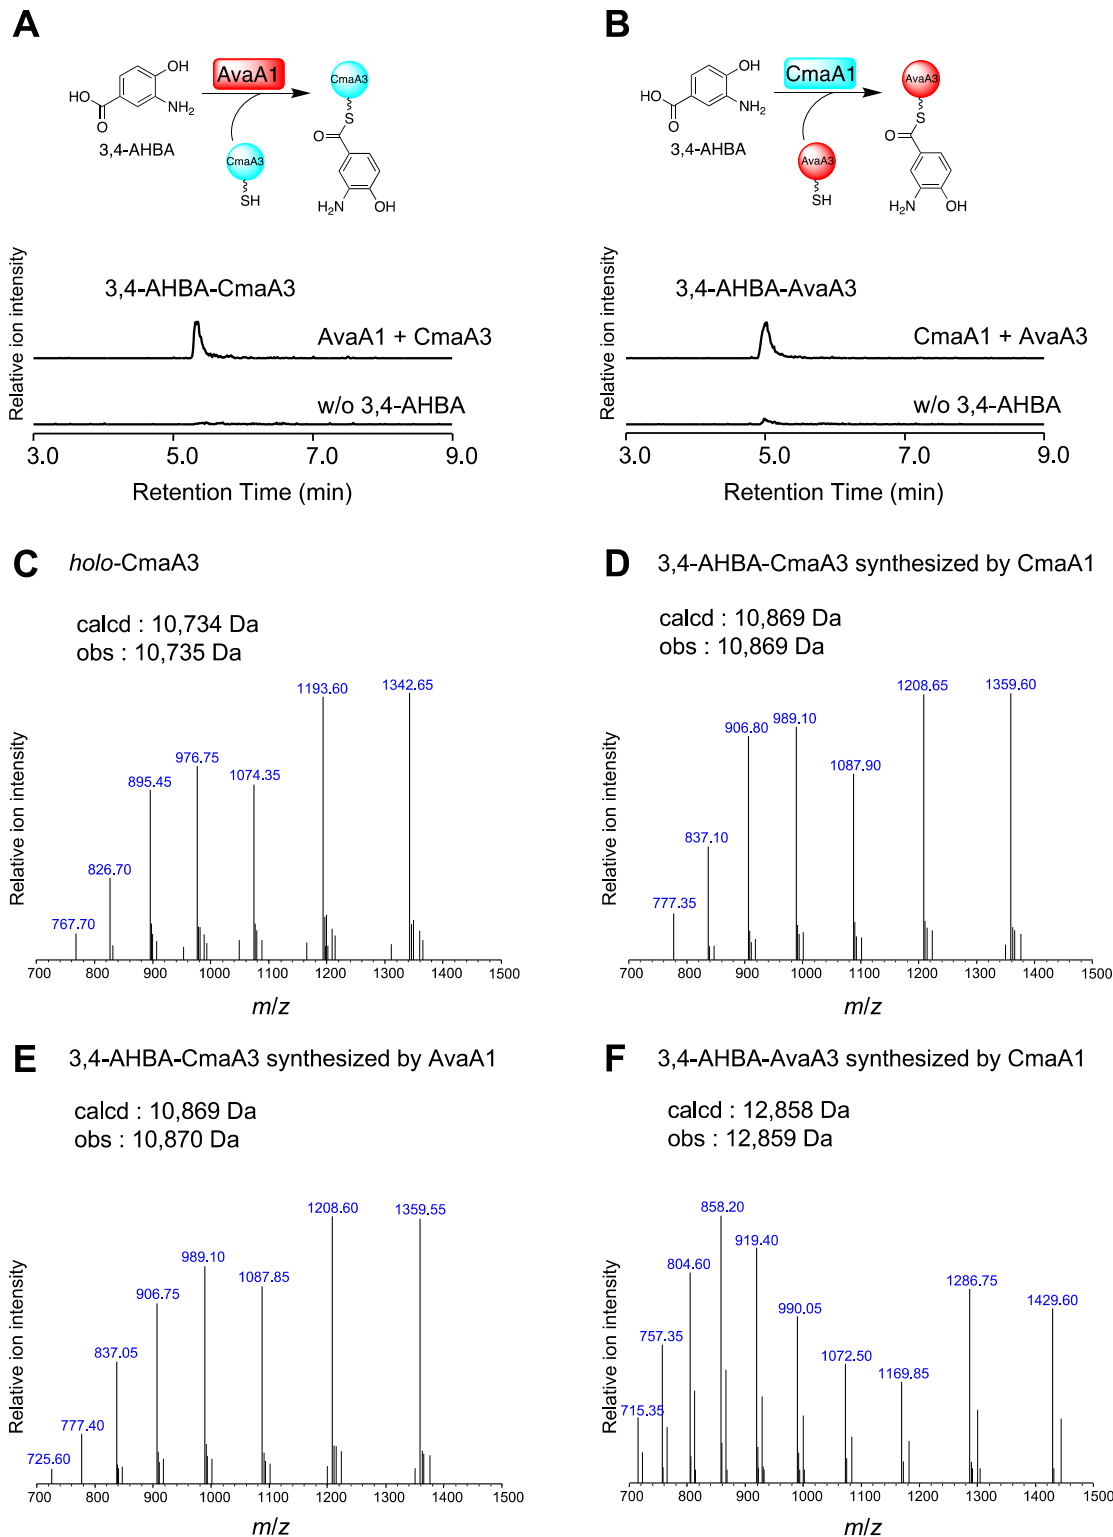 A
OH
HO
O
NH₂
3,4-AHBA
AvaA1
CmaA3
SH
CmaA3
S
O
H₂N
OH
Relative ion intensity
3,4-AHBA-CmaA3
AvaA1 + CmaA3
w/o 3,4-AHBA
3.0 5.0 7.0 9.0
Retention Time (min)
B
OH
HO
O
NH₂
3,4-AHBA
CmaA1
AvaA3
SH
AvaA3
S
O
H₂N
OH
Relative ion intensity
3,4-AHBA-AvaA3
CmaA1 + AvaA3
w/o 3,4-AHBA
3.0 5.0 7.0 9.0
Retention Time (min)
C holo-CmaA3
calcd : 10,734 Da
obs : 10,735 Da
Relative ion intensity
767.70
826.70
895.45
976.75
1074.35
1193.60
1342.65
700 800 900 1000 1100 1200 1300 1400 1500
m/z
D 3,4-AHBA-CmaA3 synthesized by CmaA1
calcd : 10,869 Da
obs : 10,869 Da
Relative ion intensity
777.35
837.10
906.80
989.10
1087.90
1208.65
1359.60
700 800 900 1000 1100 1200 1300 1400 1500
m/z
E 3,4-AHBA-CmaA3 synthesized by AvaA1
calcd : 10,869 Da
obs : 10,870 Da
Relative ion intensity
725.60
777.40
837.05
906.75
989.10
1087.85
1208.60
1359.55
700 800 900 1000 1100 1200 1300 1400 1500
m/z
F 3,4-AHBA-AvaA3 synthesized by CmaA1
calcd : 12,858 Da
obs : 12,859 Da
Relative ion intensity
715.35
757.35
804.60
858.20
919.40
990.05
1072.50
1169.85
1286.75
1429.60
700 800 900 1000 1100 1200 1300 1400 1500
m/z